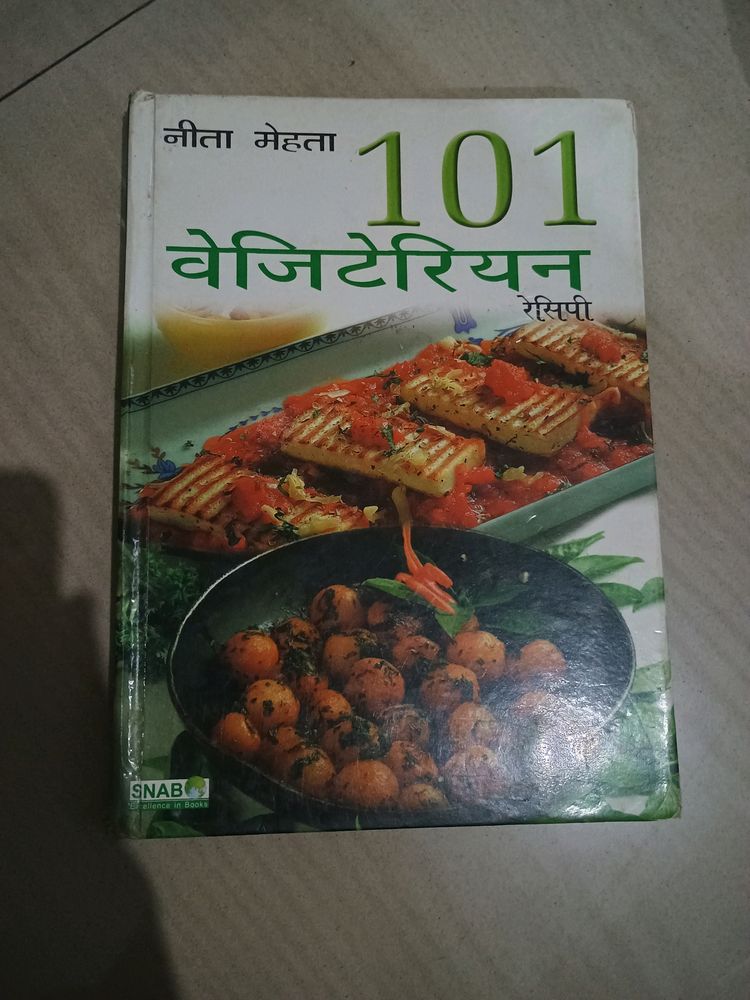 नीता मेहता
101
वेजिटेरियन
रेसिपी
SNAB
Excellence in Books